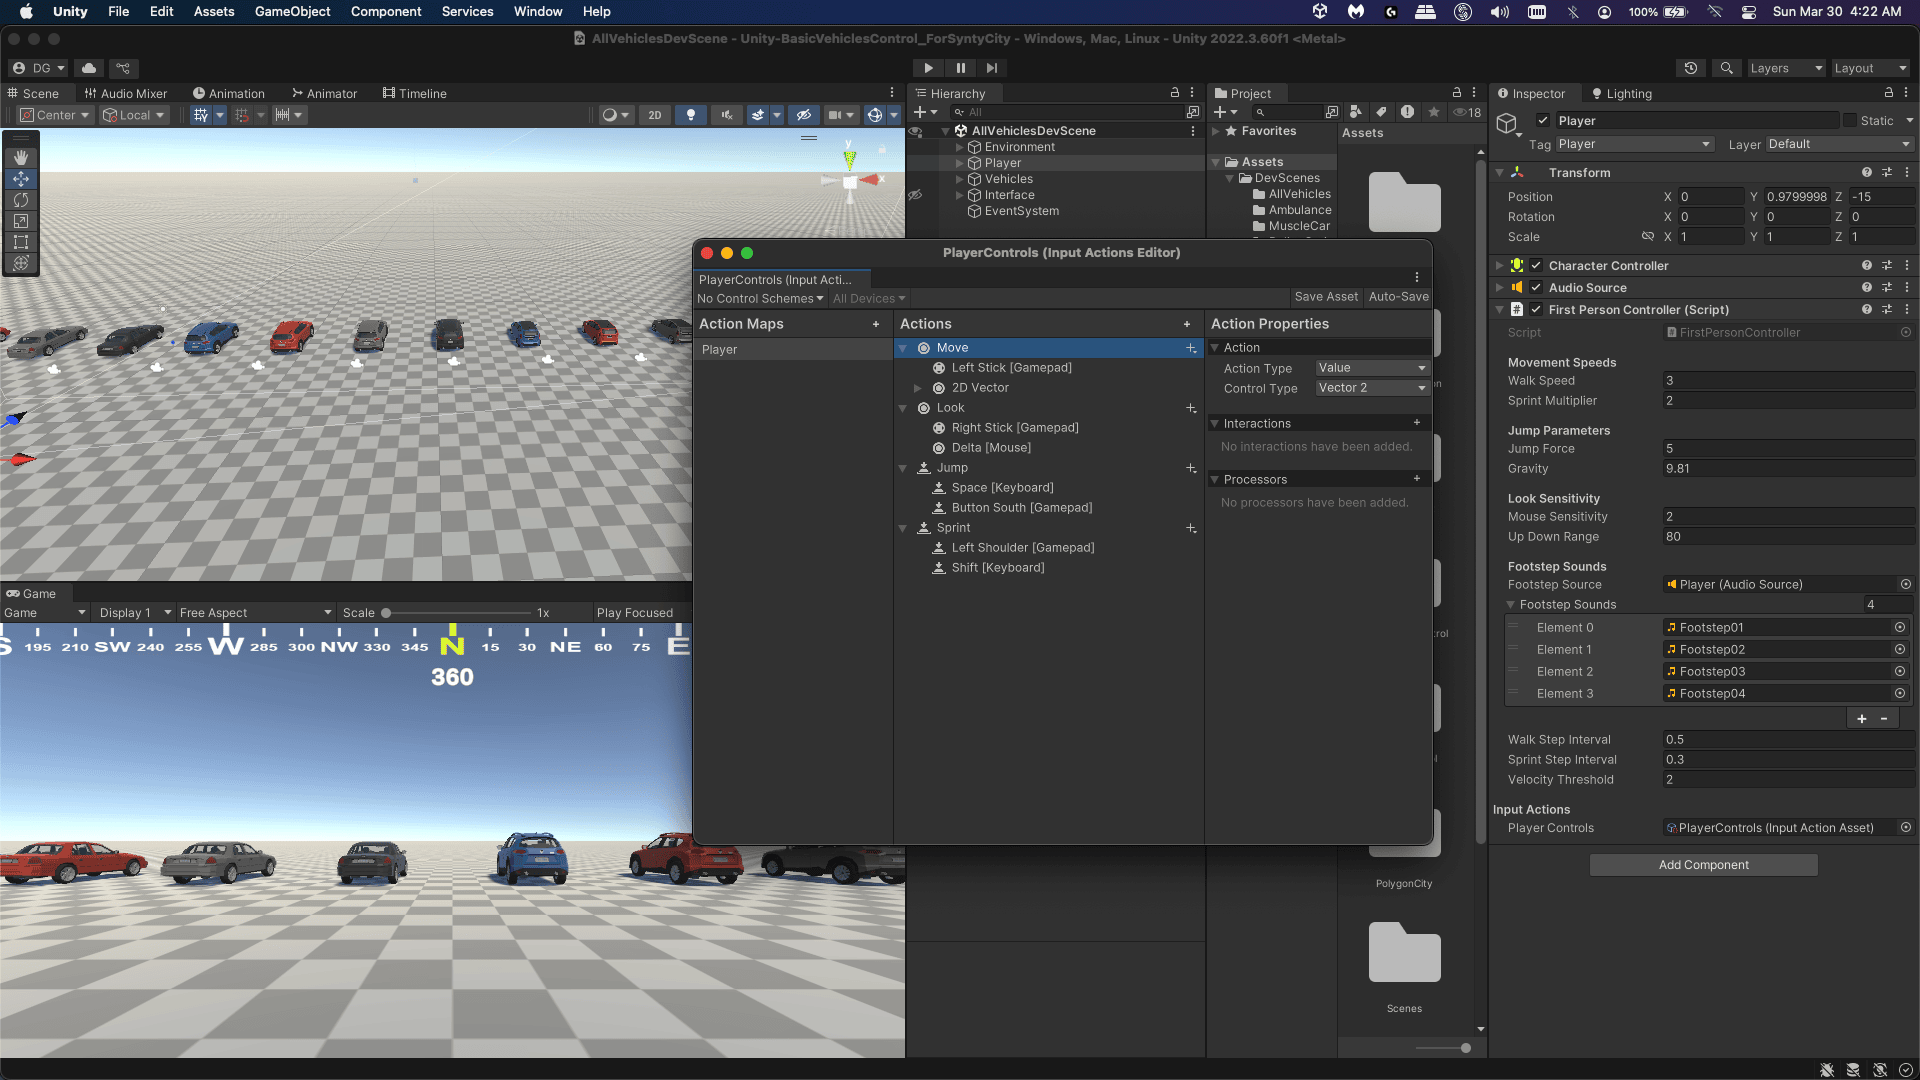 Unity File Edit Assets GameObject Component Services Window Help 100% Sun Mar 30 4:22 AM
AllVehiclesDevScene - Unity-BasicVehiclesControl_ForSyntyCity - Windows, Mac, Linux - Unity 2022.3.60f1 <Metal>
DG Layers Layout
Scene Audio Mixer Animation Animator Timeline
Center Local 2D
y
x
Game
Game Display 1 Free Aspect Scale 1x Play Focused
S 195 210 SW 240 255 W 285 300 NW 330 345 N 15 30 NE 60 75 E
360
Hierarchy
All
AllVehiclesDevScene
Environment
Player
Vehicles
Interface
EventSystem
Project
18
Favorites
Assets
DevScenes
AllVehicles
Ambulance
MuscleCar
Assets
PolygonCity
Scenes
PlayerControls (Input Actions Editor)
PlayerControls (Input Acti...
No Control Schemes All Devices Save Asset Auto-Save
Action Maps
Player
Actions
Move
Left Stick [Gamepad]
2D Vector
Look
Right Stick [Gamepad]
Delta [Mouse]
Jump
Space [Keyboard]
Button South [Gamepad]
Sprint
Left Shoulder [Gamepad]
Shift [Keyboard]
Action Properties
Action
Action Type Value
Control Type Vector 2
Interactions
No interactions have been added.
Processors
No processors have been added.
Inspector Lighting
Player Static
Tag Player Layer Default
Transform
Position X 0 Y 0.9799998 Z -15
Rotation X 0 Y 0 Z 0
Scale X 1 Y 1 Z 1
Character Controller
Audio Source
First Person Controller (Script)
Script FirstPersonController
Movement Speeds
Walk Speed 3
Sprint Multiplier 2
Jump Parameters
Jump Force 5
Gravity 9.81
Look Sensitivity
Mouse Sensitivity 2
Up Down Range 80
Footstep Sounds
Footstep Source Player (Audio Source)
Footstep Sounds 4
Element 0 Footstep01
Element 1 Footstep02
Element 2 Footstep03
Element 3 Footstep04
Walk Step Interval 0.5
Sprint Step Interval 0.3
Velocity Threshold 2
Input Actions
Player Controls PlayerControls (Input Action Asset)
Add Component